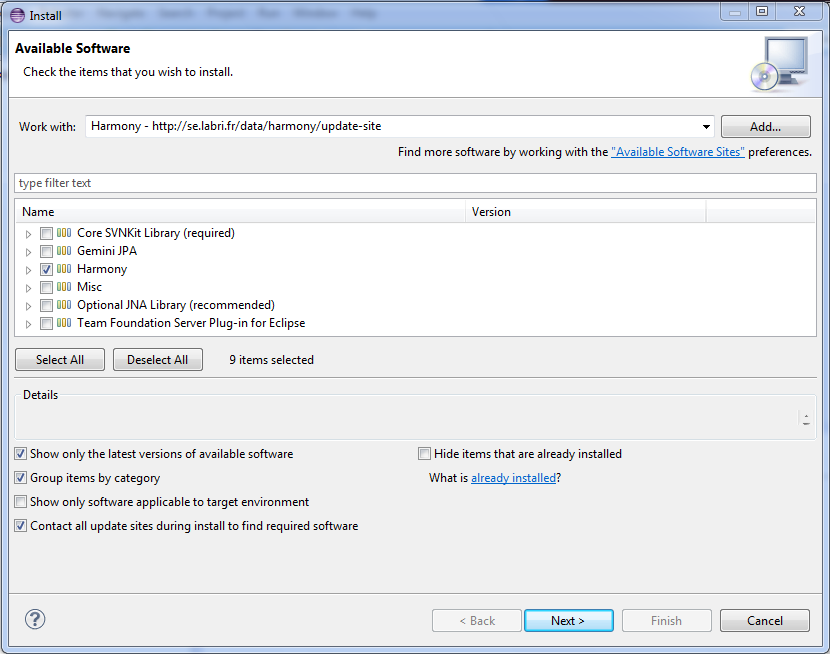 Install
Available Software
Check the items that you wish to install.
Work with: Harmony - http://se.labri.fr/data/harmony/update-site Add...
Find more software by working with the "Available Software Sites" preferences.
type filter text
Name Version
Core SVNKit Library (required)
Gemini JPA
Harmony
Misc
Optional JNA Library (recommended)
Team Foundation Server Plug-in for Eclipse
Select All Deselect All 9 items selected
Details
Show only the latest versions of available software Hide items that are already installed
Group items by category What is already installed?
Show only software applicable to target environment
Contact all update sites during install to find required software
? < Back Next > Finish Cancel